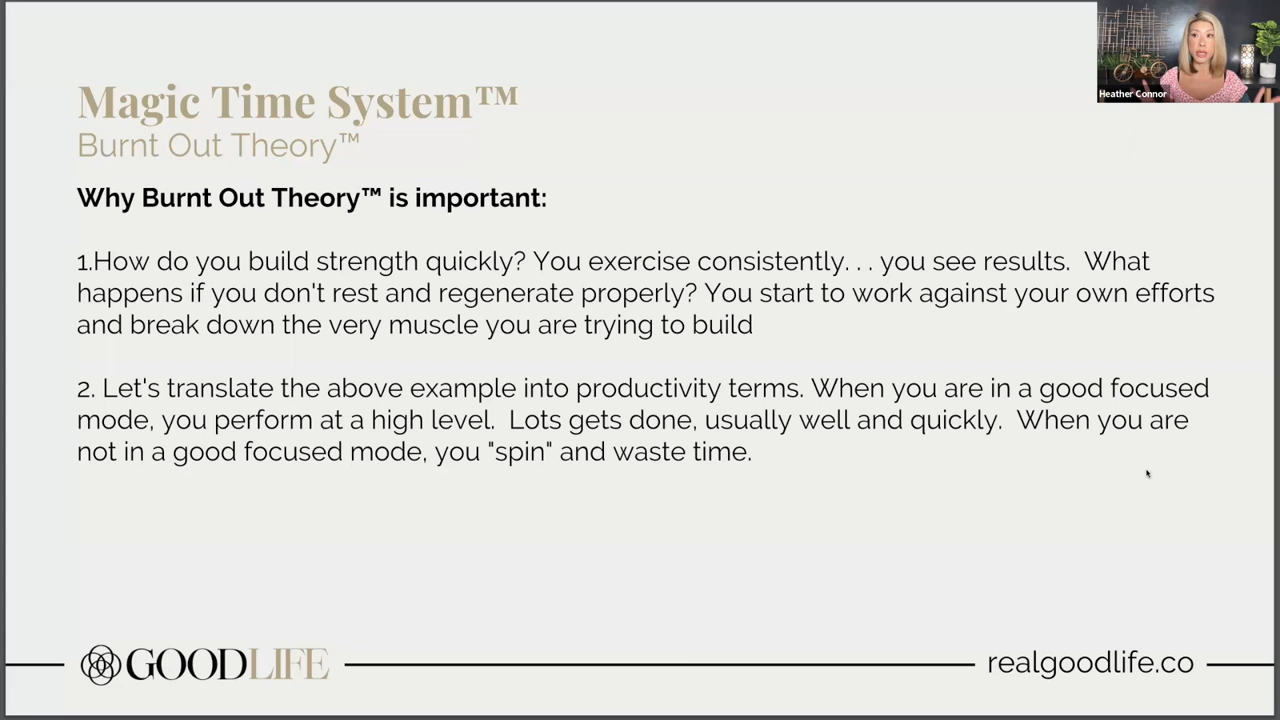 Heather Connor
Magic Time System™
Burnt Out Theory™
Why Burnt Out Theory™ is important:
1.How do you build strength quickly? You exercise consistently. . . you see results.  What
happens if you don't rest and regenerate properly? You start to work against your own efforts
and break down the very muscle you are trying to build
2. Let's translate the above example into productivity terms. When you are in a good focused
mode, you perform at a high level.  Lots gets done, usually well and quickly.  When you are
not in a good focused mode, you "spin" and waste time.
GOODLIFE
realgoodlife.co